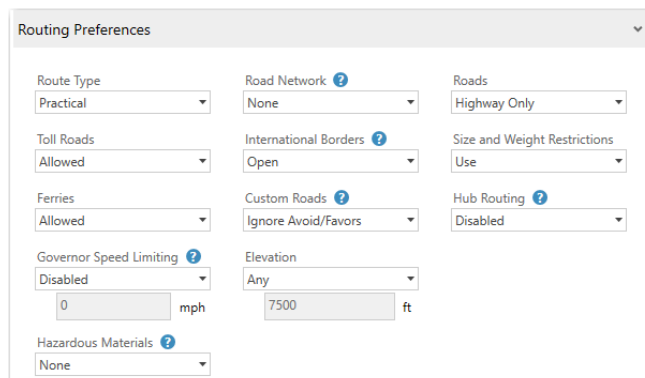 Routing Preferences
Route Type
Road Network ?
Roads
Practical
None
Highway Only
Toll Roads
International Borders ?
Size and Weight Restrictions
Allowed
Open
Use
Ferries
Custom Roads ?
Hub Routing ?
Allowed
Ignore Avoid/Favors
Disabled
Governor Speed Limiting ?
Elevation
Disabled
Any
0 mph
7500 ft
Hazardous Materials ?
None